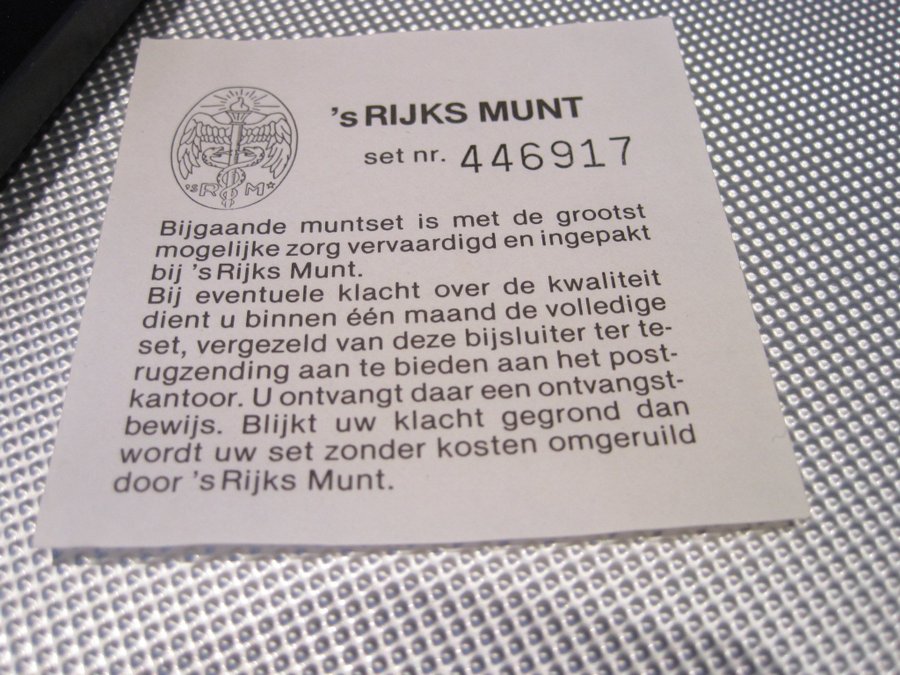 'sRM*
's RIJKS MUNT
set nr. 446917
Bijgaande muntset is met de grootst
mogelijke zorg vervaardigd en ingepakt
bij 's Rijks Munt.
Bij eventuele klacht over de kwaliteit
dient u binnen één maand de volledige
set, vergezeld van deze bijsluiter ter te-
rugzending aan te bieden aan het post-
kantoor. U ontvangt daar een ontvangst-
bewijs. Blijkt uw klacht gegrond dan
wordt uw set zonder kosten omgeruild
door 's Rijks Munt.